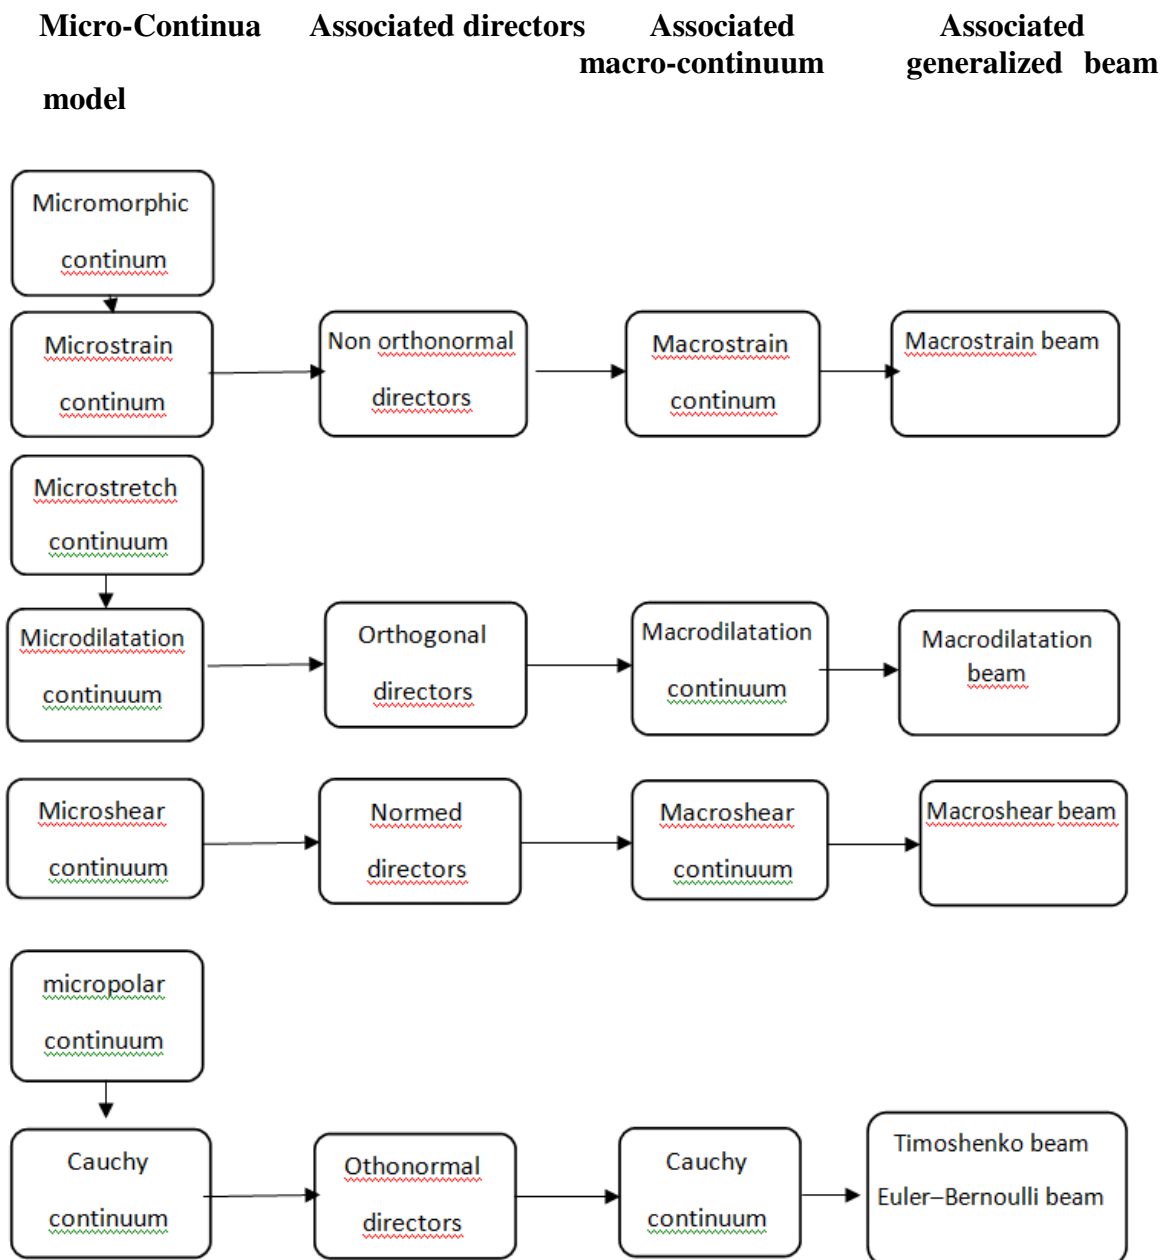 Micro-Continua Associated directors Associated Associated
macro-continuum generalized beam
model
Micromorphic
continum
Microstrain
continum
Non orthonormal
directors
Macrostrain
continum
Macrostrain beam
Microstretch
continuum
Microdilatation
continuum
Orthogonal
directors
Macrodilatation
continuum
Macrodilatation
beam
Microshear
continuum
Normed
directors
Macroshear
continuum
Macroshear beam
micropolar
continuum
Cauchy
continuum
Othonormal
directors
Cauchy
continuum
Timoshenko beam
Euler–Bernoulli beam